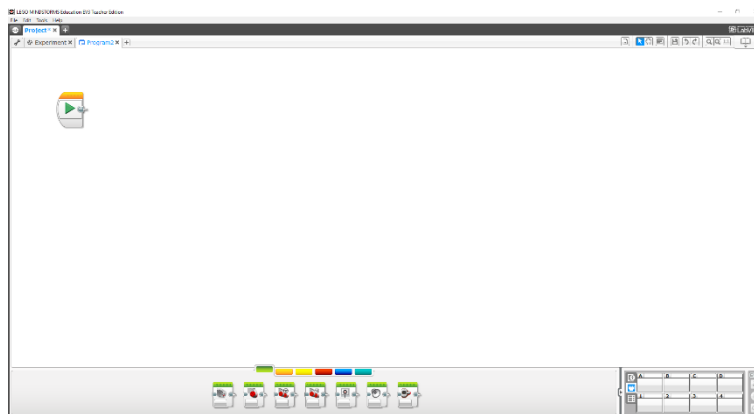 LEGO MINDSTORMS Education EV3 Teacher Edition
File Edit Tools Help
Project* X +
Experiment X Program2 X +
A B C D
1 2 3 4